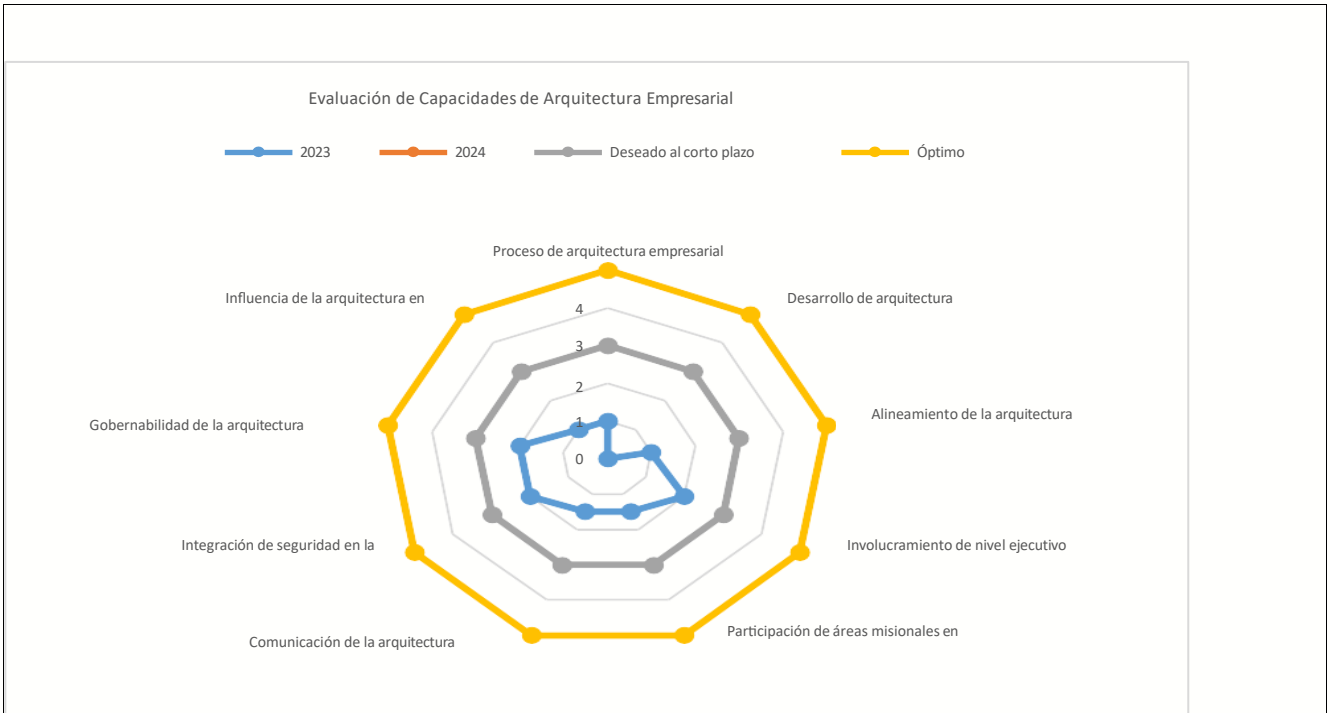 Evaluación de Capacidades de Arquitectura Empresarial
2023
2024
Deseado al corto plazo
Óptimo
Proceso de arquitectura empresarial
Influencia de la arquitectura en
Desarrollo de arquitectura
4
3
2
1
0
Gobernabilidad de la arquitectura
Alineamiento de la arquitectura
Integración de seguridad en la
Involucramiento de nivel ejecutivo
Comunicación de la arquitectura
Participación de áreas misionales en